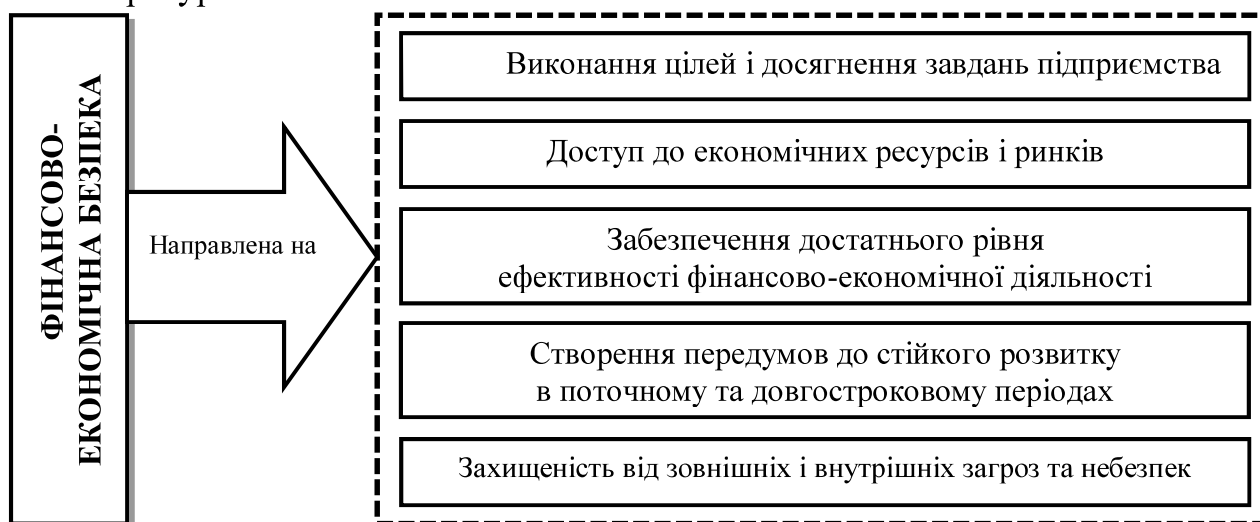 ФІНАНСОВО-
ЕКОНОМІЧНА БЕЗПЕКА
Направлена на
Виконання цілей і досягнення завдань підприємства
Доступ до економічних ресурсів і ринків
Забезпечення достатнього рівня
ефективності фінансово-економічної діяльності
Створення передумов до стійкого розвитку
в поточному та довгостроковому періодах
Захищеність від зовнішніх і внутрішніх загроз та небезпек